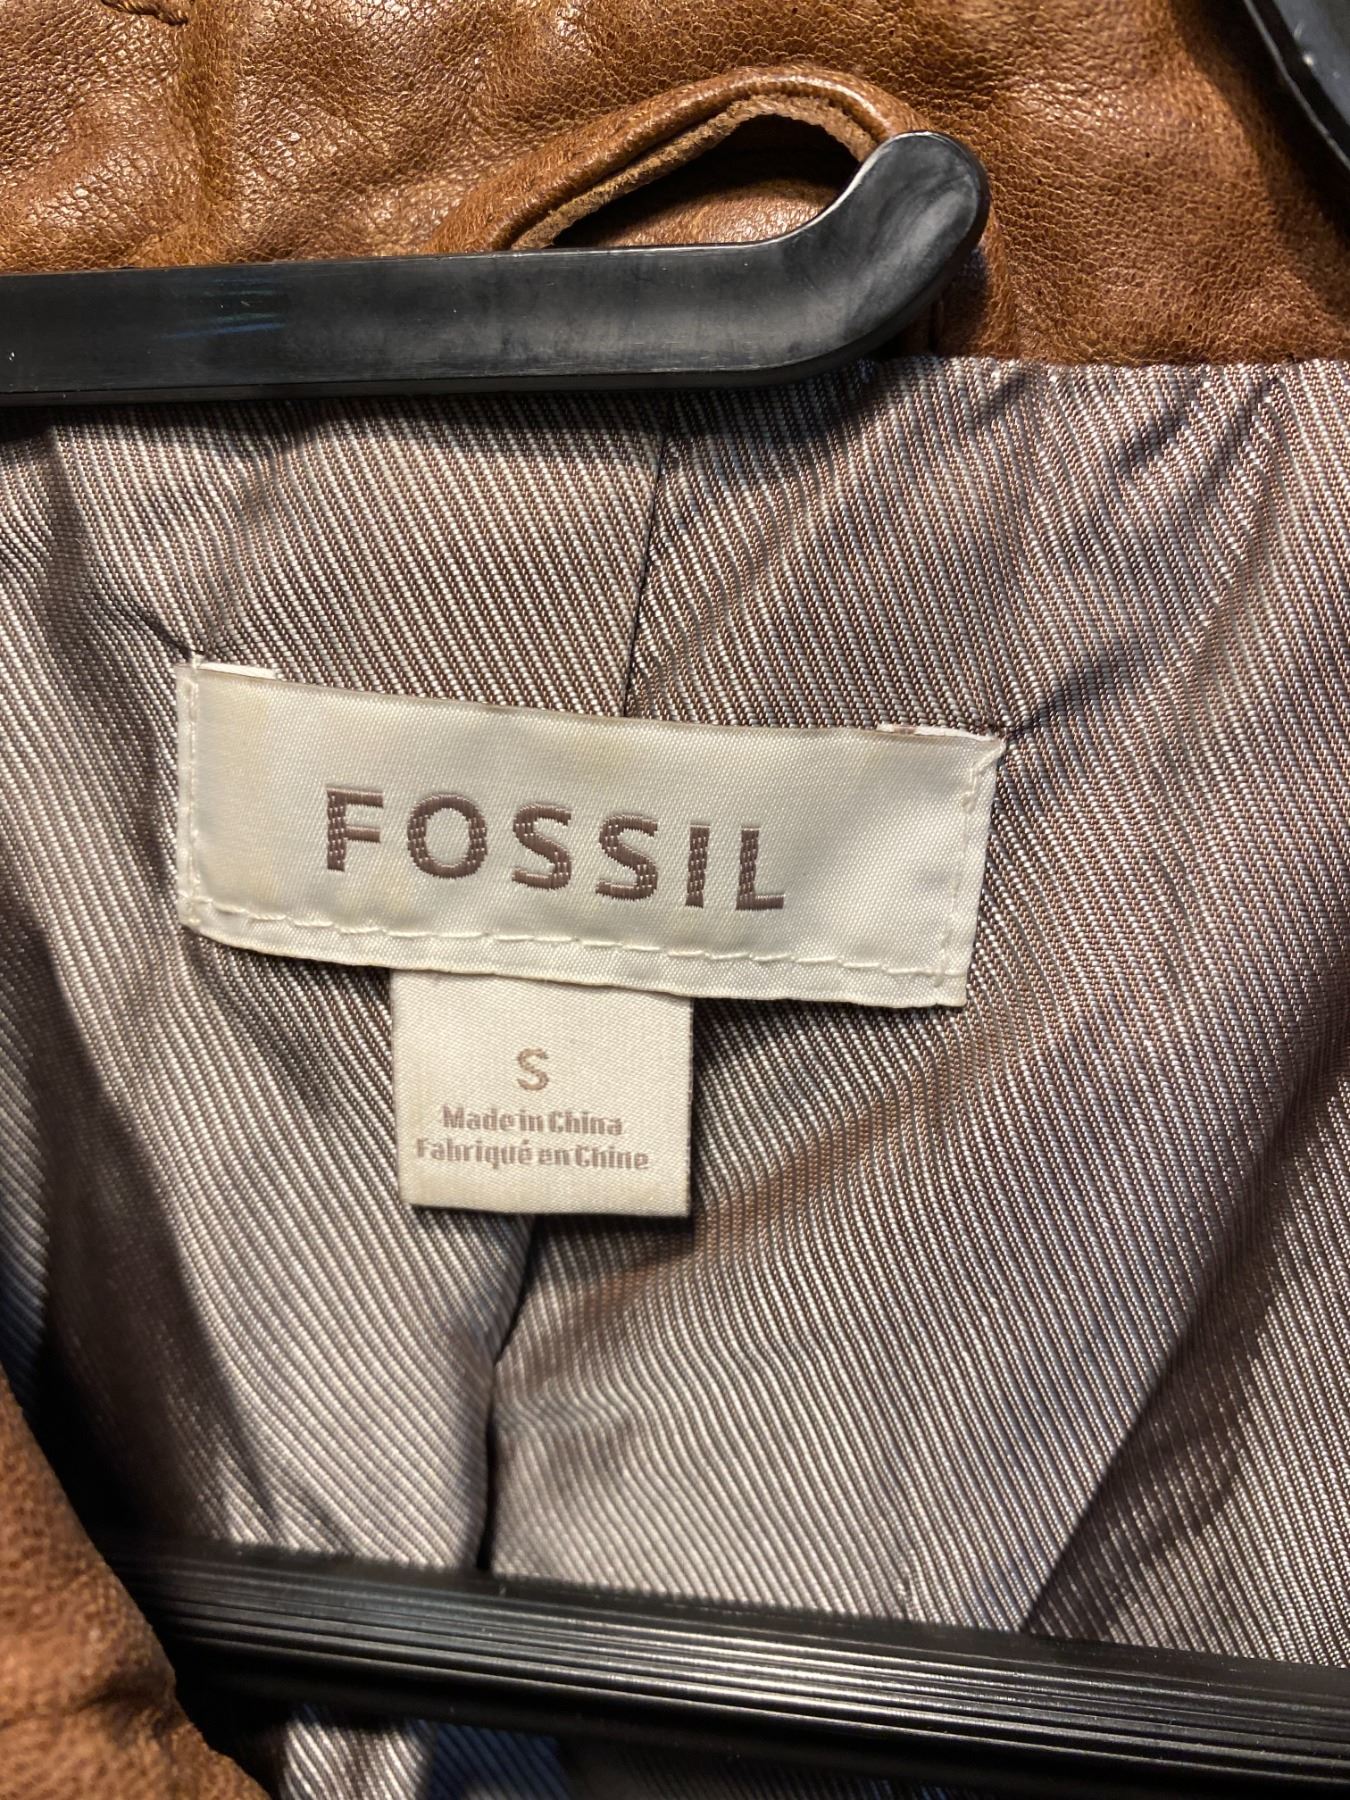 FOSSIL
S
Made in China
Fabriqué en Chine